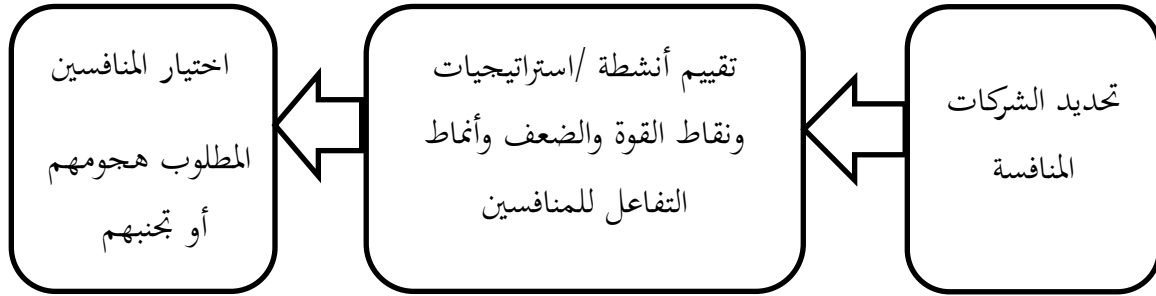 تحديد الشركات
المنافسة
تقييم أنشطة /استراتيجيات
ونقاط القوة والضعف وأنماط
التفاعل للمنافسين
اختيار المنافسين
المطلوب هجومهم
أو تجنبهم